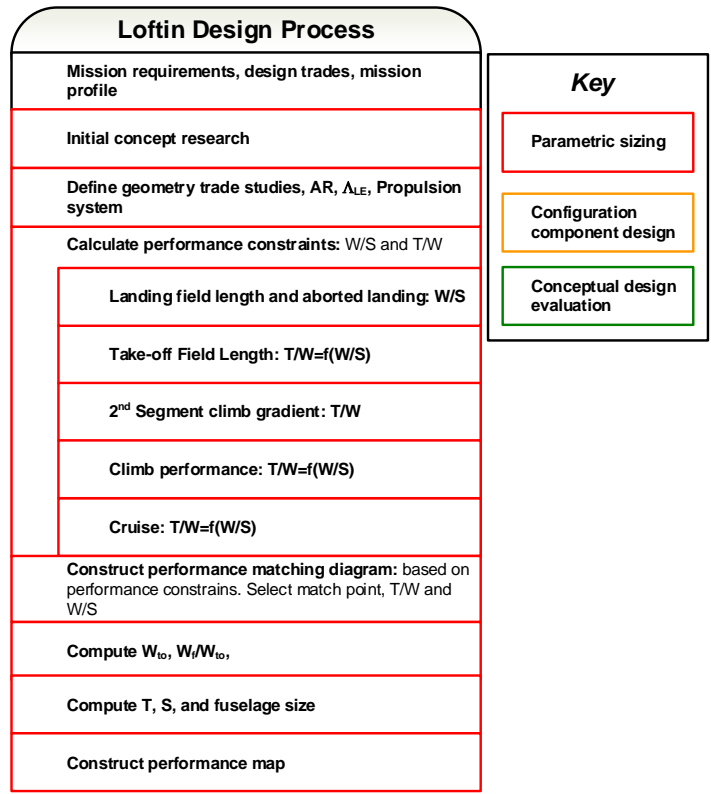 Loftin Design Process
Mission requirements, design trades, mission
profile
Initial concept research
Define geometry trade studies, AR, ΛLE, Propulsion
system
Calculate performance constraints: W/S and T/W
Landing field length and aborted landing: W/S
Take-off Field Length: T/W=f(W/S)
2nd Segment climb gradient: T/W
Climb performance: T/W=f(W/S)
Cruise: T/W=f(W/S)
Construct performance matching diagram: based on
performance constrains. Select match point, T/W and
W/S
Compute Wto, Wf/Wto,
Compute T, S, and fuselage size
Construct performance map
Key
Parametric sizing
Configuration
component design
Conceptual design
evaluation